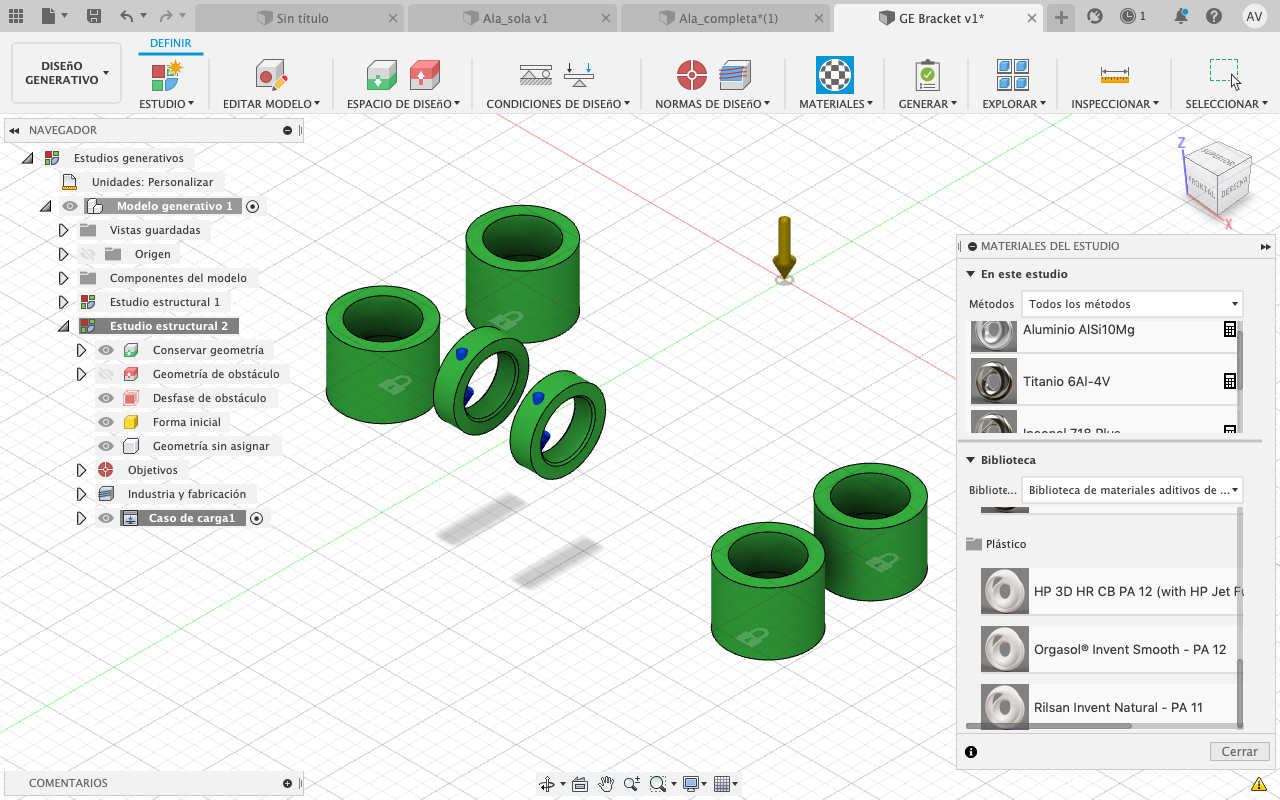 Sin título
Ala_sola v1
Ala_completa*(1)
GE Bracket v1*
1
AV
DISEñO GENERATIVO
DEFINIR
ESTUDIO
EDITAR MODELO
ESPACIO DE DISEñO
CONDICIONES DE DISEñO
NORMAS DE DISEñO
MATERIALES
GENERAR
EXPLORAR
INSPECCIONAR
SELECCIONAR
NAVEGADOR
Estudios generativos
Unidades: Personalizar
Modelo generativo 1
Vistas guardadas
Origen
Componentes del modelo
Estudio estructural 1
Estudio estructural 2
Conservar geometría
Geometría de obstáculo
Desfase de obstáculo
Forma inicial
Geometría sin asignar
Objetivos
Industria y fabricación
Caso de carga1
Z
SUPERIOR
FRONTAL
DERECHA
X
MATERIALES DEL ESTUDIO
En este estudio
Métodos
Todos los métodos
Aluminio AlSi10Mg
Titanio 6Al-4V
Inconel 718 Plus
Biblioteca
Bibliote...
Biblioteca de materiales aditivos de ...
Plástico
HP 3D HR CB PA 12 (with HP Jet Fu
Orgasol® Invent Smooth - PA 12
Rilsan Invent Natural - PA 11
Cerrar
COMENTARIOS